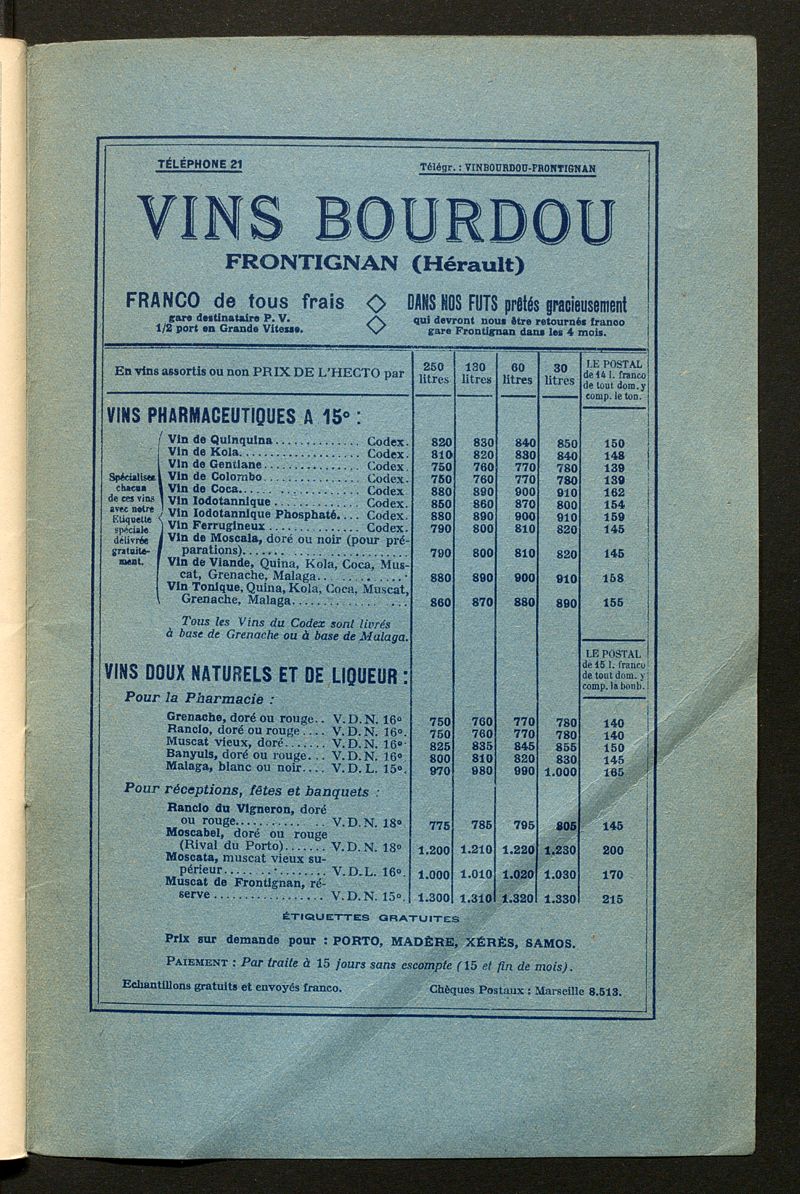 TÉLÉPHONE 21
Télégr. : VINBOURDOU-FRONTIGNAN
VINS BOURDOU
FRONTIGNAN (Hérault)
FRANCO de tous frais
gare destinataire P. V.
1/2 port en Grande Vitesse.
DANS NOS FUTS prêtés gracieusement
qui devront nous être retournés franco
gare Frontignan dans les 4 mois.
En vins assortis ou non PRIX DE L'HECTO par 250 litres 130 litres 60 litres 30 litres
LE POSTAL
de 14 l. franco
de tout dom. y
comp. le ton.
VINS PHARMACEUTIQUES A 15° :
Spécialisez
chacun
de ces vins
avec notre
Etiquette
spéciale
délivrée
gratuite-
ment.
Vin de Quinquina.............. Codex. 820 830 840 850 150
Vin de Kola.................... Codex. 810 820 830 840 148
Vin de Gentiane................ Codex. 750 760 770 780 139
Vin de Colombo................ Codex. 750 760 770 780 139
Vin de Coca.................... Codex. 880 890 900 910 162
Vin Iodotannique .............. Codex. 850 860 870 800 154
Vin Iodotannique Phosphaté.... Codex. 880 890 900 910 159
Vin Ferrugineux ............... Codex. 790 800 810 820 145
Vin de Moscala, doré ou noir (pour pré-
parations)........................... 790 800 810 820 145
Vin de Viande, Quina, Kola, Coca, Mus-
cat, Grenache, Malaga............... 880 890 900 910 158
Vin Tonique, Quina, Kola, Coca, Muscat,
Grenache, Malaga.................... 860 870 880 890 155
Tous les Vins du Codex sont livrés
à base de Grenache ou à base de Malaga.
LE POSTAL
de 15 l. franco
de tout dom. y
comp. la bonb.
VINS DOUX NATURELS ET DE LIQUEUR :
Pour la Pharmacie :
Grenache, doré ou rouge.. V. D. N. 16° 750 760 770 780 140
Rancio, doré ou rouge .... V. D. N. 16°. 750 760 770 780 140
Muscat vieux, doré....... V. D. N. 16° 825 835 845 855 150
Banyuls, doré ou rouge... V. D. N. 16° 800 810 820 830 145
Malaga, blanc ou noir.... V. D. L. 15°. 970 980 990 1.000 165
Pour réceptions, fêtes et banquets :
Rancio du Vigneron, doré
ou rouge................ V. D. N. 18° 775 785 795 805 145
Moscabel, doré ou rouge
(Rival du Porto)....... V. D. N. 18° 1.200 1.210 1.220 1.230 200
Moscata, muscat vieux su-
périeur................. V. D. L. 16°. 1.000 1.010 1.020 1.030 170
Muscat de Frontignan, ré-
serve .................. V. D. N. 15°. 1.300 1.310 1.320 1.330 215
ÉTIQUETTES GRATUITES
Prix sur demande pour : PORTO, MADÈRE, XÉRÈS, SAMOS.
PAIEMENT : Par traite à 15 jours sans escompte (15 et fin de mois).
Echantillons gratuits et envoyés franco.
Chèques Postaux : Marseille 8.513.